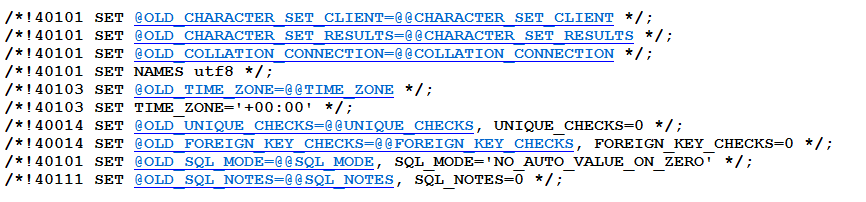 /*!40101 SET @OLD_CHARACTER_SET_CLIENT=@@CHARACTER_SET_CLIENT */;
/*!40101 SET @OLD_CHARACTER_SET_RESULTS=@@CHARACTER_SET_RESULTS */;
/*!40101 SET @OLD_COLLATION_CONNECTION=@@COLLATION_CONNECTION */;
/*!40101 SET NAMES utf8 */;
/*!40103 SET @OLD_TIME_ZONE=@@TIME_ZONE */;
/*!40103 SET TIME_ZONE='+00:00' */;
/*!40014 SET @OLD_UNIQUE_CHECKS=@@UNIQUE_CHECKS, UNIQUE_CHECKS=0 */;
/*!40014 SET @OLD_FOREIGN_KEY_CHECKS=@@FOREIGN_KEY_CHECKS, FOREIGN_KEY_CHECKS=0 */;
/*!40101 SET @OLD_SQL_MODE=@@SQL_MODE, SQL_MODE='NO_AUTO_VALUE_ON_ZERO' */;
/*!40111 SET @OLD_SQL_NOTES=@@SQL_NOTES, SQL_NOTES=0 */;